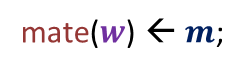 mate(w) ← m;